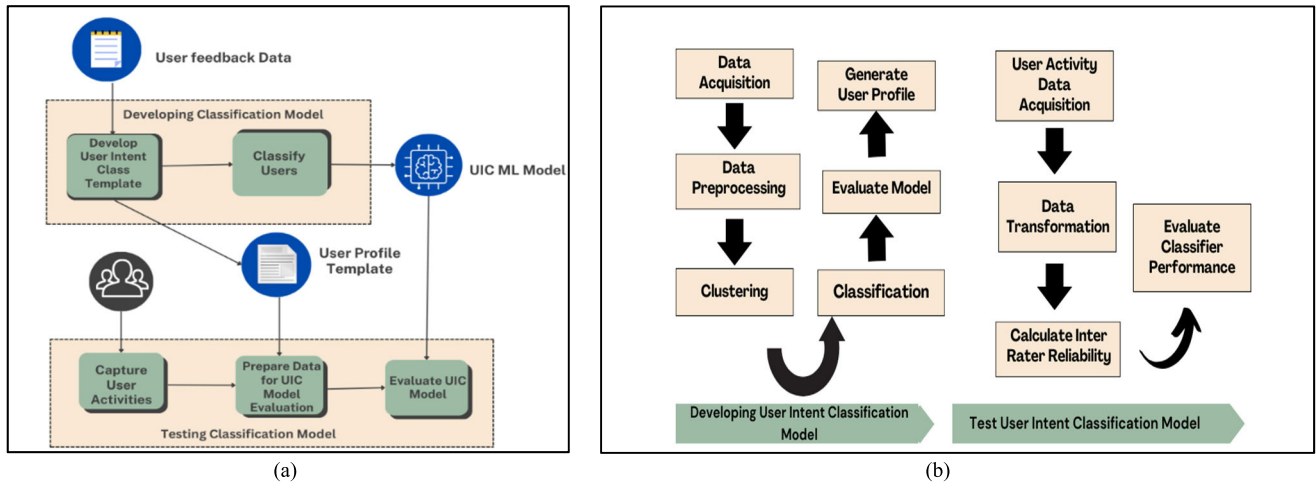 User feedback Data
Developing Classification Model
Develop
User Intent
Class
Template
Classify
Users
UIC ML Model
User Profile
Template
Capture
User
Activities
Prepare Data
for UIC
Model
Evaluation
Evaluate UIC
Model
Testing Classification Model
(a)
Data
Acquisition
Data
Preprocessing
Clustering
Generate
User Profile
Evaluate Model
Classification
Developing User Intent Classification
Model
User Activity
Data
Acquisition
Data
Transformation
Calculate Inter
Rater Reliability
Evaluate
Classifier
Performance
Test User Intent Classification Model
(b)